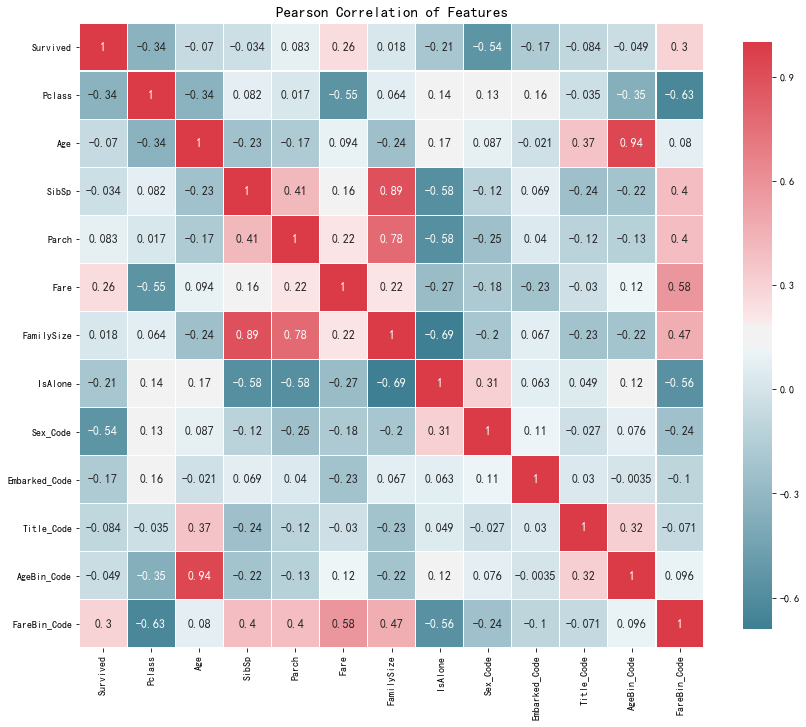 Pearson Correlation of Features
Survived 1 −0.34 −0.07 −0.034 0.083 0.26 0.018 −0.21 −0.54 −0.17 −0.084 −0.049 0.3
Pclass −0.34 1 −0.34 0.082 0.017 −0.55 0.064 0.14 0.13 0.16 −0.035 −0.35 −0.63
Age −0.07 −0.34 1 −0.23 −0.17 0.094 −0.24 0.17 0.087 −0.021 0.37 0.94 0.08
SibSp −0.034 0.082 −0.23 1 0.41 0.16 0.89 −0.58 −0.12 0.069 −0.24 −0.22 0.4
Parch 0.083 0.017 −0.17 0.41 1 0.22 0.78 −0.58 −0.25 0.04 −0.12 −0.13 0.4
Fare 0.26 −0.55 0.094 0.16 0.22 1 0.22 −0.27 −0.18 −0.23 −0.03 0.12 0.58
FamilySize 0.018 0.064 −0.24 0.89 0.78 0.22 1 −0.69 −0.2 0.067 −0.23 −0.22 0.47
IsAlone −0.21 0.14 0.17 −0.58 −0.58 −0.27 −0.69 1 0.31 0.063 0.049 0.12 −0.56
Sex_Code −0.54 0.13 0.087 −0.12 −0.25 −0.18 −0.2 0.31 1 0.11 −0.027 0.076 −0.24
Embarked_Code −0.17 0.16 −0.021 0.069 0.04 −0.23 0.067 0.063 0.11 1 0.03 −0.0035 −0.1
Title_Code −0.084 −0.035 0.37 −0.24 −0.12 −0.03 −0.23 0.049 −0.027 0.03 1 0.32 −0.071
AgeBin_Code −0.049 −0.35 0.94 −0.22 −0.13 0.12 −0.22 0.12 0.076 −0.0035 0.32 1 0.096
FareBin_Code 0.3 −0.63 0.08 0.4 0.4 0.58 0.47 −0.56 −0.24 −0.1 −0.071 0.096 1
Survived Pclass Age SibSp Parch Fare FamilySize IsAlone Sex_Code Embarked_Code Title_Code AgeBin_Code FareBin_Code
0.9
0.6
0.3
0.0
−0.3
−0.6